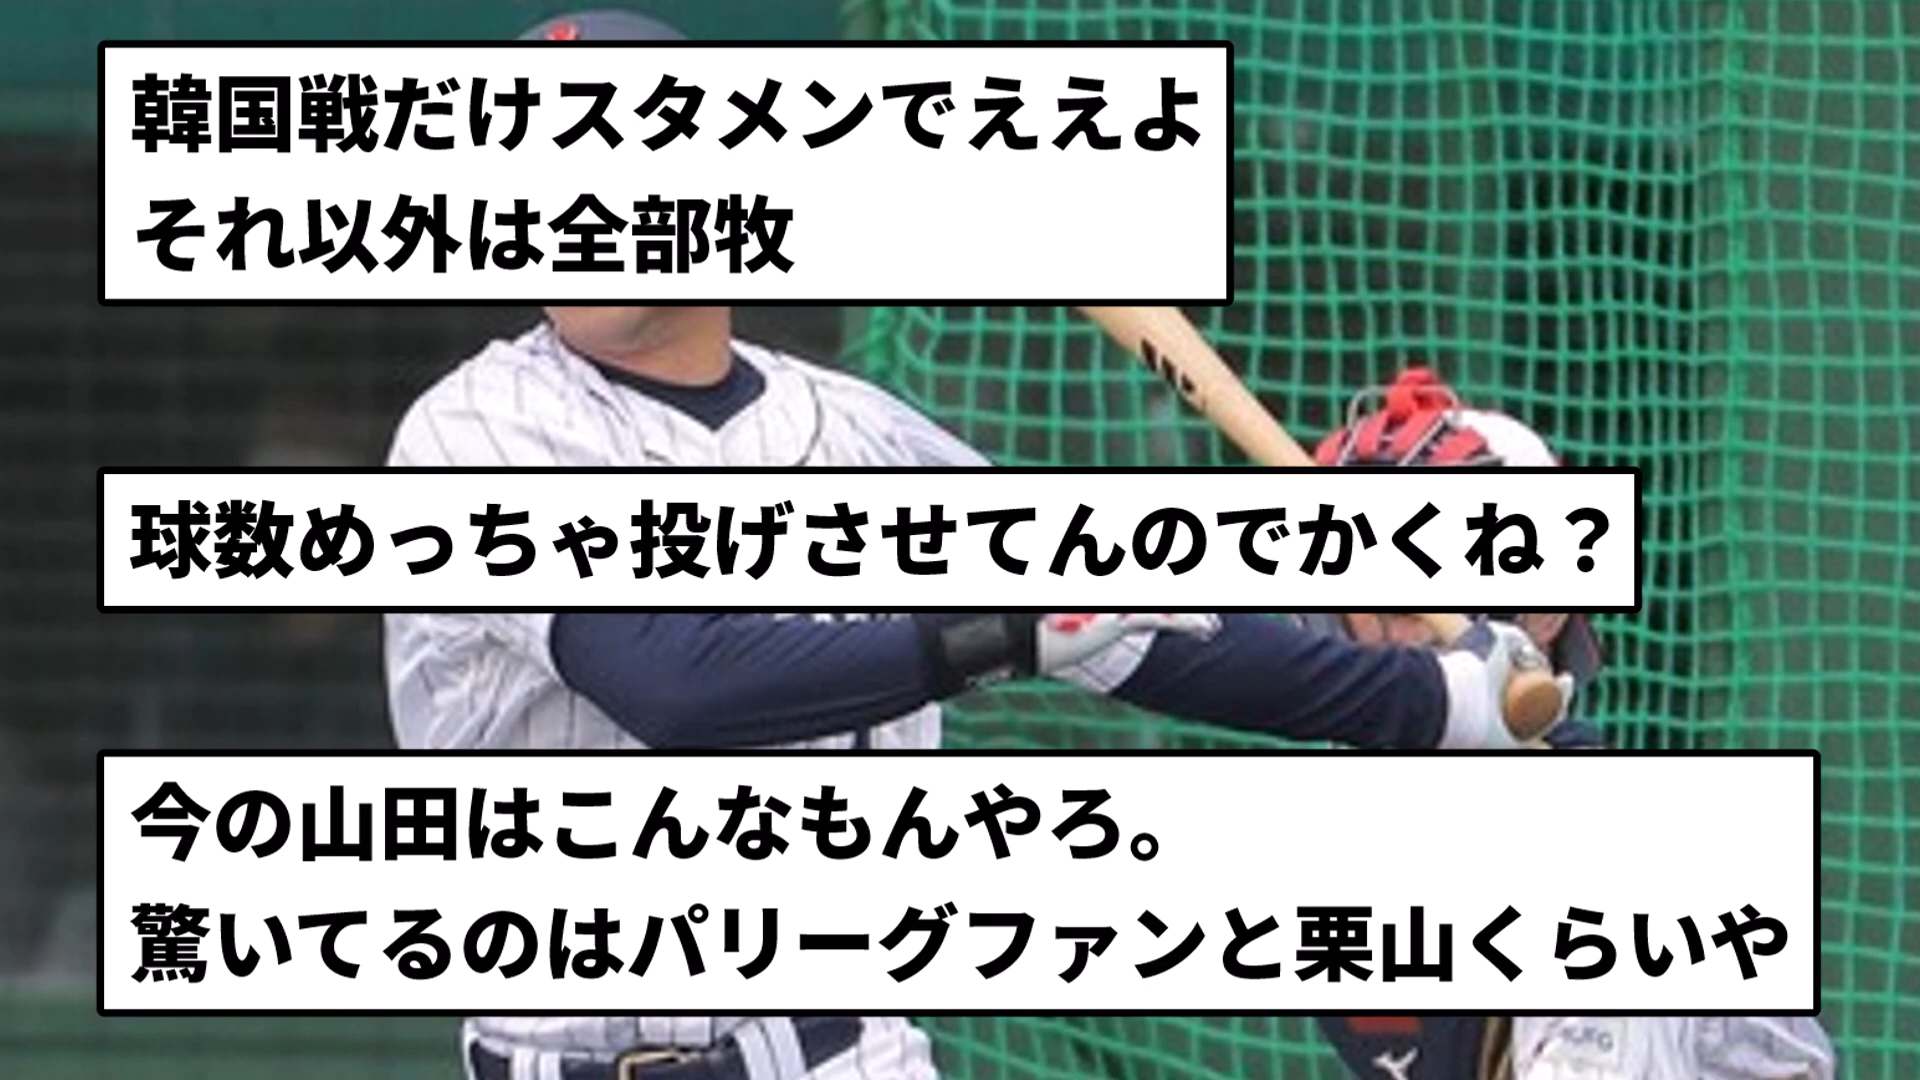 韓国戦だけスタメンでええよ
それ以外は全部牧
球数めっちゃ投げさせてんのでかくね？
今の山田はこんなもんやろ。
驚いてるのはパリーグファンと栗山くらいや